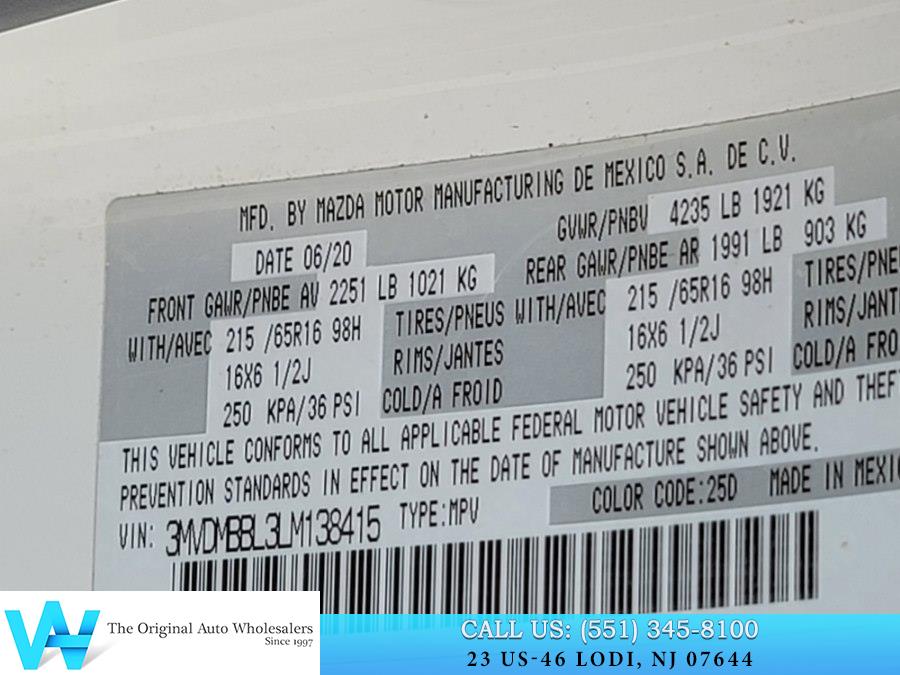 MFD. BY MAZDA MOTOR MANUFACTURING DE MEXICO S.A. DE C.V.
DATE 06/20 GVWR/PNBV 4235 LB 1921 KG
FRONT GAWR/PNBE AV 2251 LB 1021 KG REAR GAWR/PNBE AR 1991 LB 903 KG
WITH/AVEC 215 /65R16 98H TIRES/PNEUS WITH/AVEC 215 /65R16 98H TIRES/PNE
16X6 1/2J RIMS/JANTES 16X6 1/2J RIMS/JANT
250 KPA/36 PSI COLD/A FROID 250 KPA/36 PSI COLD/A FRO
THIS VEHICLE CONFORMS TO ALL APPLICABLE FEDERAL MOTOR VEHICLE SAFETY AND THEF
PREVENTION STANDARDS IN EFFECT ON THE DATE OF MANUFACTURE SHOWN ABOVE.
COLOR CODE:25D MADE IN MEXI
VIN: 3MVDMBBL3LM138415 TYPE:MPV
The Original Auto Wholesalers
Since 1997
CALL US: (551) 345-8100
23 US-46 LODI, NJ 07644